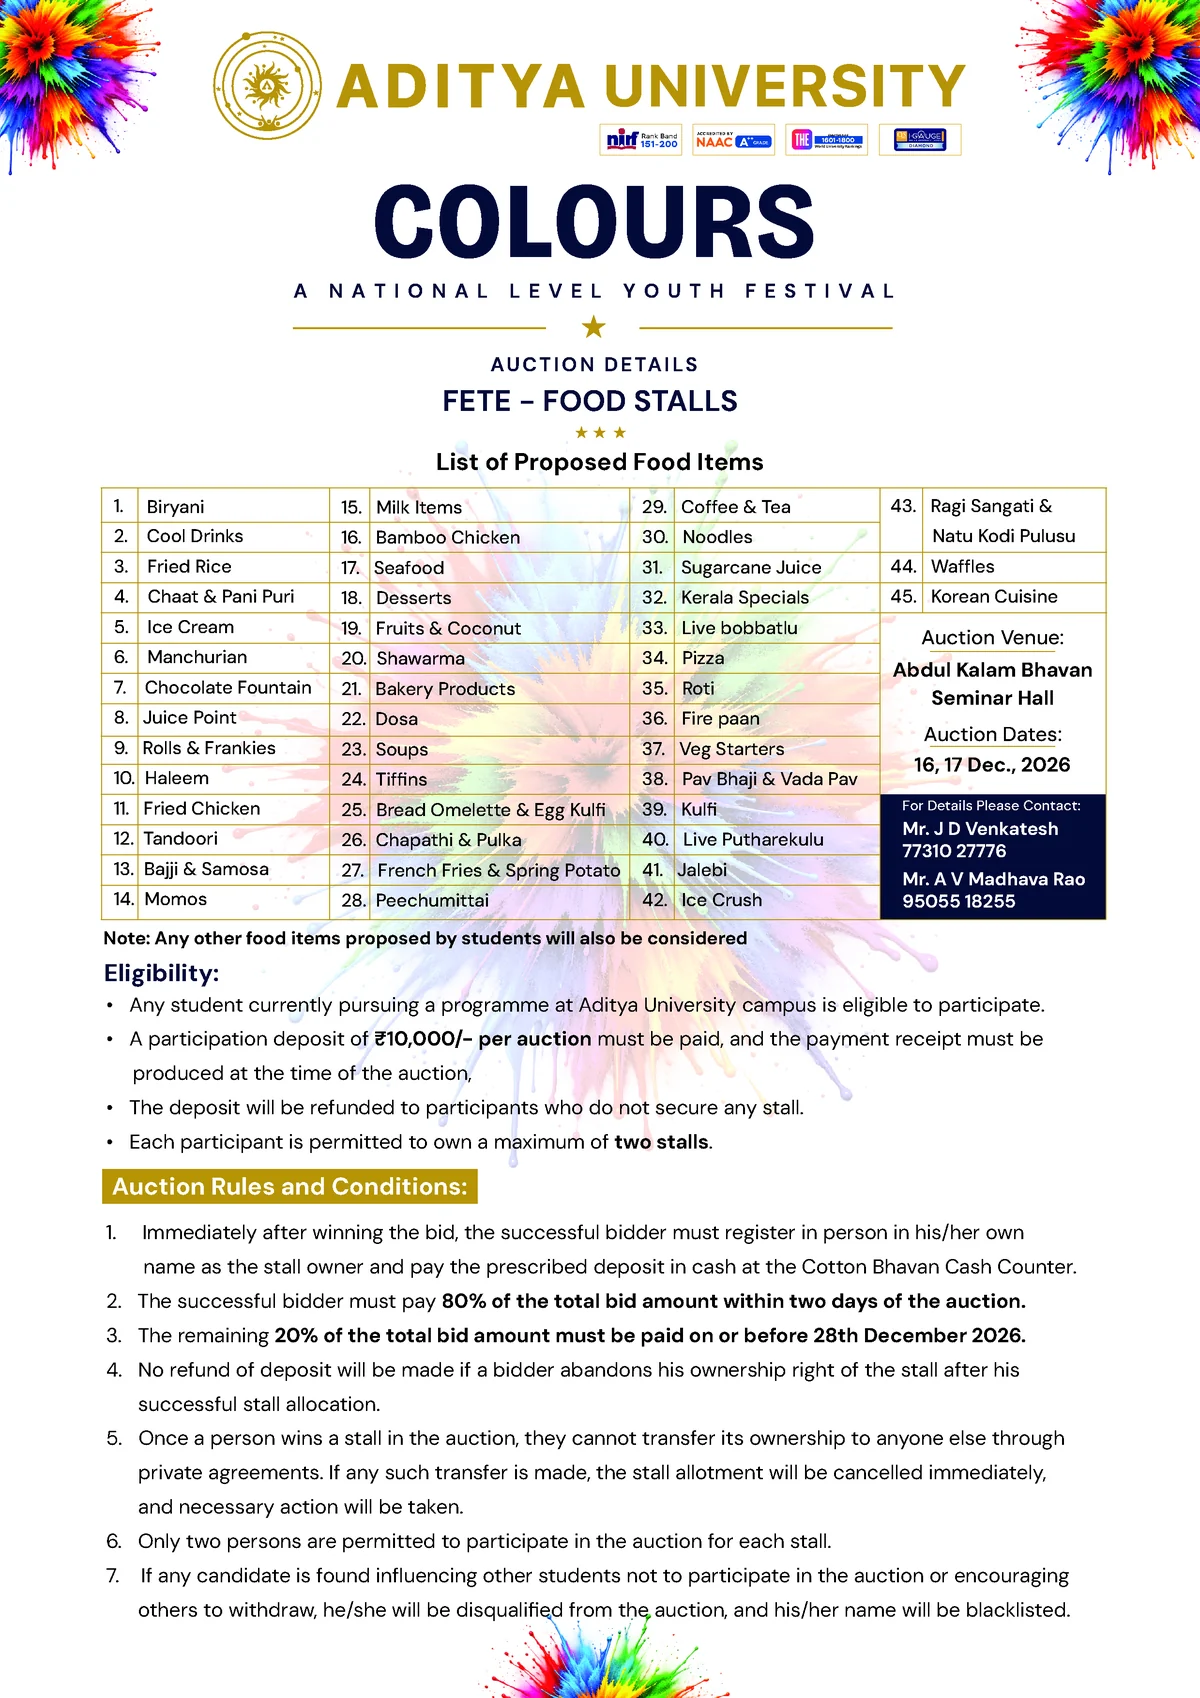 ADITYA UNIVERSITY
nirf Rank Band 151-200
ACCREDITED BY NAAC A++ GRADE
THE 1601-1800 World University Rankings
I·GAUGE DIAMOND
COLOURS
A NATIONAL LEVEL YOUTH FESTIVAL
AUCTION DETAILS
FETE – FOOD STALLS
List of Proposed Food Items
1. Biryani
2. Cool Drinks
3. Fried Rice
4. Chaat & Pani Puri
5. Ice Cream
6. Manchurian
7. Chocolate Fountain
8. Juice Point
9. Rolls & Frankies
10. Haleem
11. Fried Chicken
12. Tandoori
13. Bajji & Samosa
14. Momos
15. Milk Items
16. Bamboo Chicken
17. Seafood
18. Desserts
19. Fruits & Coconut
20. Shawarma
21. Bakery Products
22. Dosa
23. Soups
24. Tiffins
25. Bread Omelette & Egg Kulfi
26. Chapathi & Pulka
27. French Fries & Spring Potato
28. Peechumittai
29. Coffee & Tea
30. Noodles
31. Sugarcane Juice
32. Kerala Specials
33. Live bobbatlu
34. Pizza
35. Roti
36. Fire paan
37. Veg Starters
38. Pav Bhaji & Vada Pav
39. Kulfi
40. Live Putharekulu
41. Jalebi
42. Ice Crush
43. Ragi Sangati &
Natu Kodi Pulusu
44. Waffles
45. Korean Cuisine
Auction Venue:
Abdul Kalam Bhavan
Seminar Hall
Auction Dates:
16, 17 Dec., 2026
For Details Please Contact:
Mr. J D Venkatesh
77310 27776
Mr. A V Madhava Rao
95055 18255
Note: Any other food items proposed by students will also be considered
Eligibility:
• Any student currently pursuing a programme at Aditya University campus is eligible to participate.
• A participation deposit of ₹10,000/- per auction must be paid, and the payment receipt must be
produced at the time of the auction,
• The deposit will be refunded to participants who do not secure any stall.
• Each participant is permitted to own a maximum of two stalls.
Auction Rules and Conditions:
1. Immediately after winning the bid, the successful bidder must register in person in his/her own
name as the stall owner and pay the prescribed deposit in cash at the Cotton Bhavan Cash Counter.
2. The successful bidder must pay 80% of the total bid amount within two days of the auction.
3. The remaining 20% of the total bid amount must be paid on or before 28th December 2026.
4. No refund of deposit will be made if a bidder abandons his ownership right of the stall after his
successful stall allocation.
5. Once a person wins a stall in the auction, they cannot transfer its ownership to anyone else through
private agreements. If any such transfer is made, the stall allotment will be cancelled immediately,
and necessary action will be taken.
6. Only two persons are permitted to participate in the auction for each stall.
7. If any candidate is found influencing other students not to participate in the auction or encouraging
others to withdraw, he/she will be disqualified from the auction, and his/her name will be blacklisted.